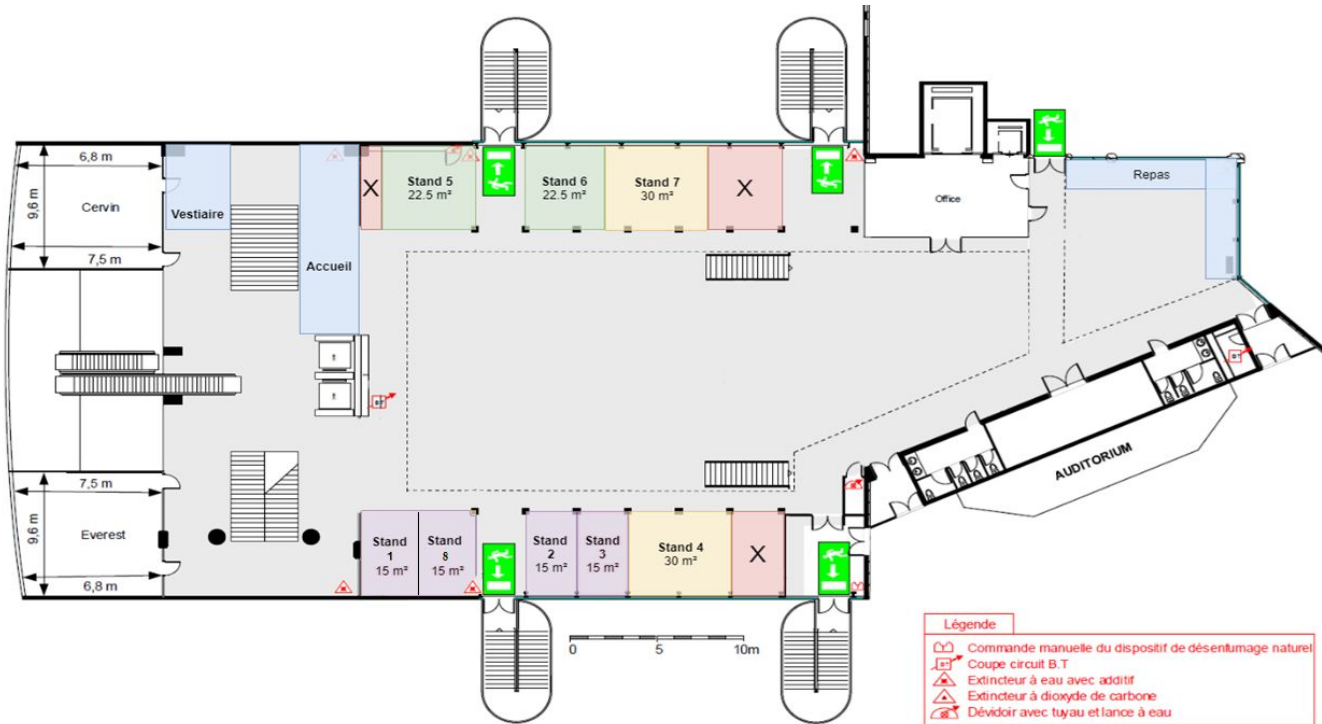 6,8 m
9,6 m
Cervin
7,5 m
Vestiaire
Accueil
X
Stand 5
22.5 m²
Stand 6
22.5 m²
Stand 7
30 m²
X
Office
Repas
B.T
B.T
AUDITORIUM
7,5 m
9,6 m
Everest
6,8 m
Stand
1
15 m²
Stand
8
15 m²
Stand
2
15 m²
Stand
3
15 m²
Stand 4
30 m²
X
0 5 10m
Légende
Commande manuelle du dispositif de désenfumage naturel
B.T
Coupe circuit B.T
Extincteur à eau avec additif
Extincteur à dioxyde de carbone
Dévidoir avec tuyau et lance à eau